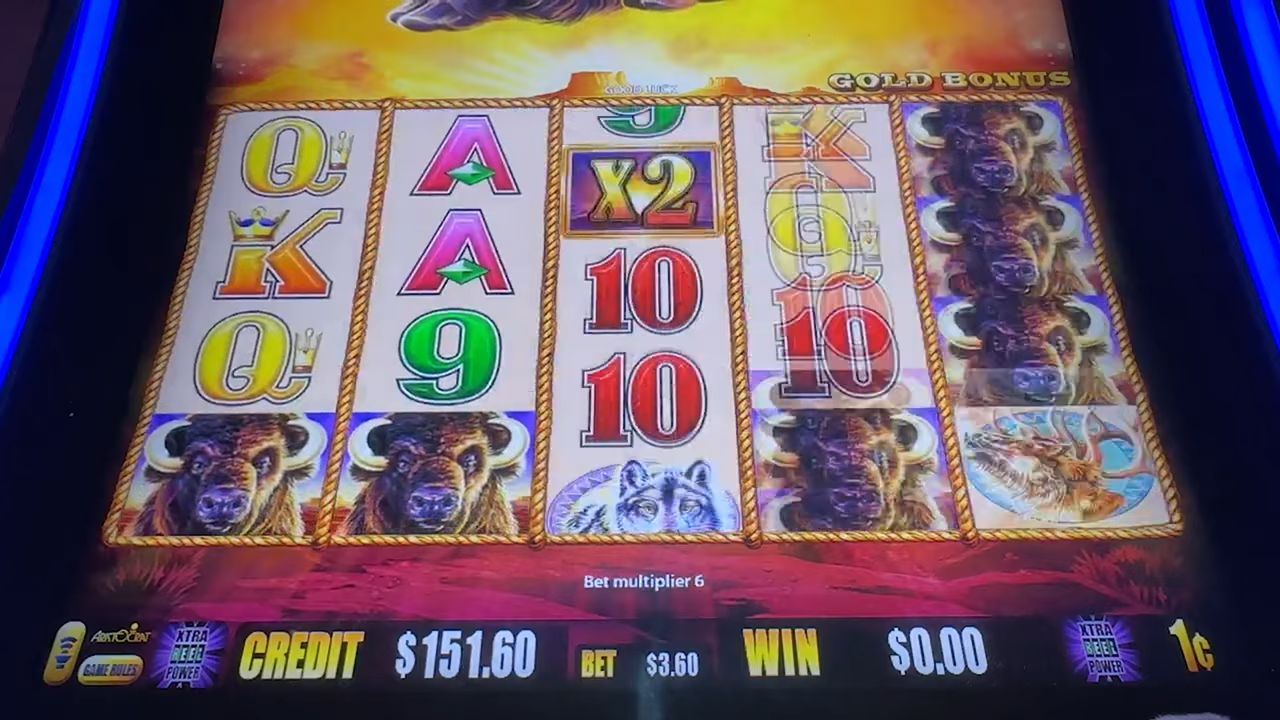 GOOD LUCK
GOLD BONUS
Q A 9 K
X2
K A 10 Q
Q 9 10 10
Bet multiplier 6
ARISTOCRAT
GAME RULES
XTRA
REEL
POWER
CREDIT $151.60
BET $3.60
WIN $0.00
XTRA
REEL
POWER
1¢